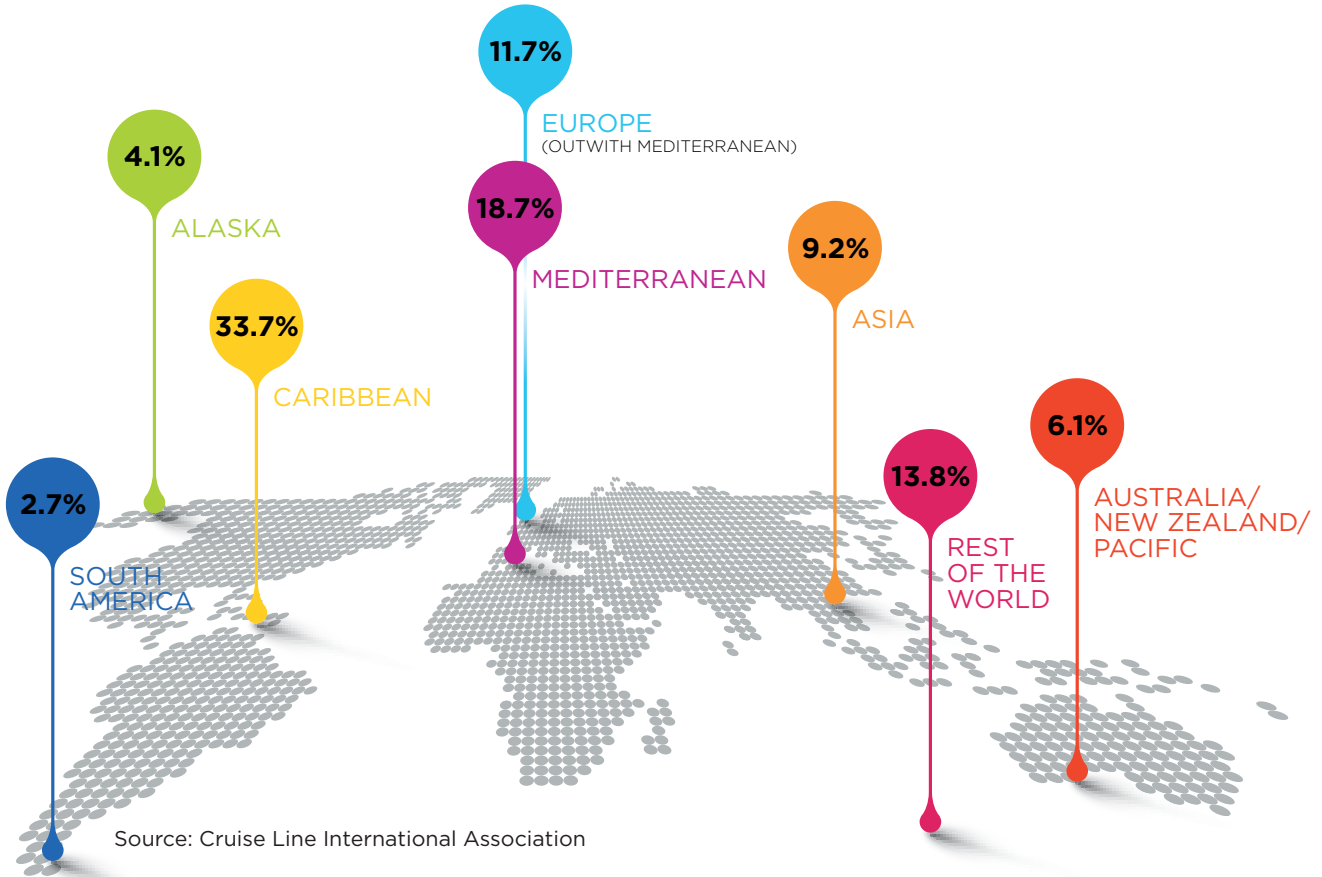 11.7%
EUROPE
(OUTWITH MEDITERRANEAN)
4.1%
ALASKA
18.7%
MEDITERRANEAN
9.2%
ASIA
33.7%
CARIBBEAN
6.1%
AUSTRALIA/
NEW ZEALAND/
PACIFIC
13.8%
REST
OF THE
WORLD
2.7%
SOUTH
AMERICA
Source: Cruise Line International Association